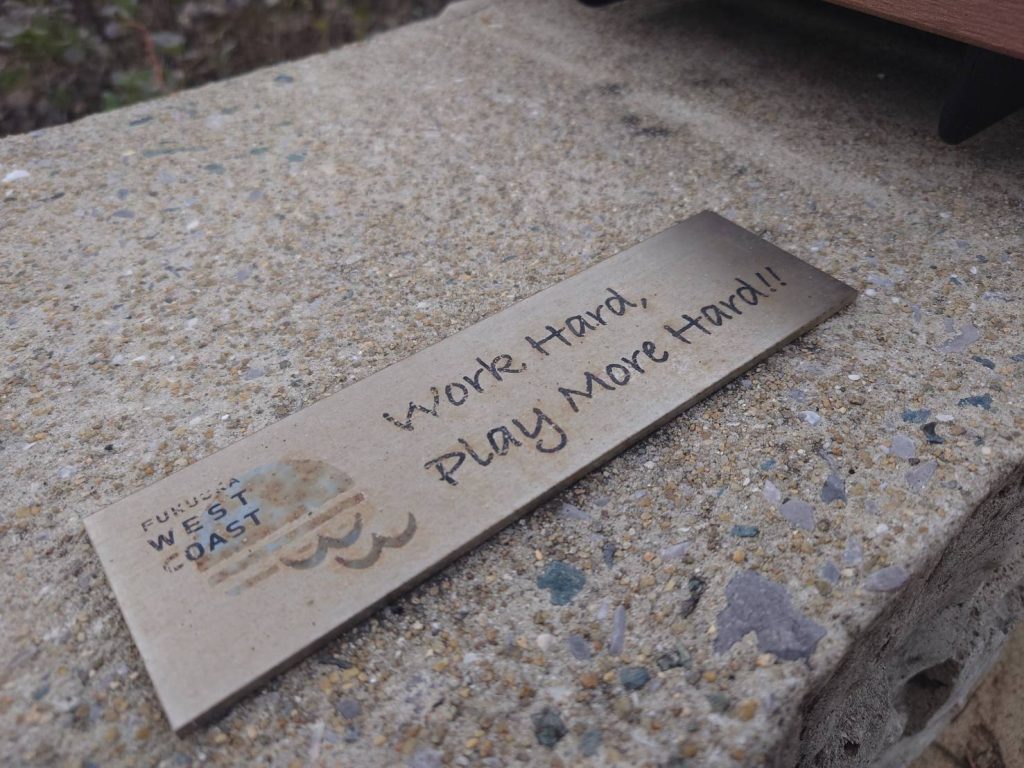 FUKUOKA
WEST
COAST
Work Hard,
Play More Hard!!